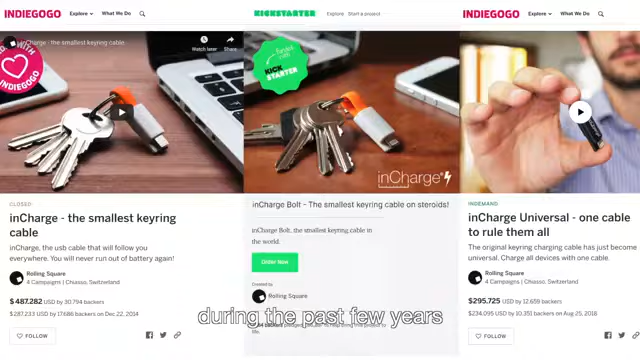 INDIEGOGO Explore What We Do
inCharge - the smallest keyring cable
Watch later Share
WITH
INDIEGOGO
CLOSED
inCharge - the smallest keyring cable
inCharge, the usb cable that will follow you everywhere. You will never run out of battery again!
Rolling Square
4 Campaigns | Chiasso, Switzerland
$487,282 USD by 30,794 backers
$287,233 USD by 17,686 backers on Dec 22, 2014
FOLLOW
KICKSTARTER Explore Start a project
funded with
KICK
STARTER
inCharge
inCharge Bolt - The smallest keyring cable on steroids!
inCharge Bolt, the smallest keyring cable in
the world.
Order Now
Created by
Rolling Square
INDIEGOGO Explore What We Do
INDEMAND
inCharge Universal - one cable
to rule them all
The original keyring charging cable has just become
universal. Charge all devices with one cable.
Rolling Square
4 Campaigns | Chiasso, Switzerland
$295,725 USD by 12,659 backers
$234,095 USD by 10,351 backers on Aug 25, 2018
FOLLOW
during the past few years